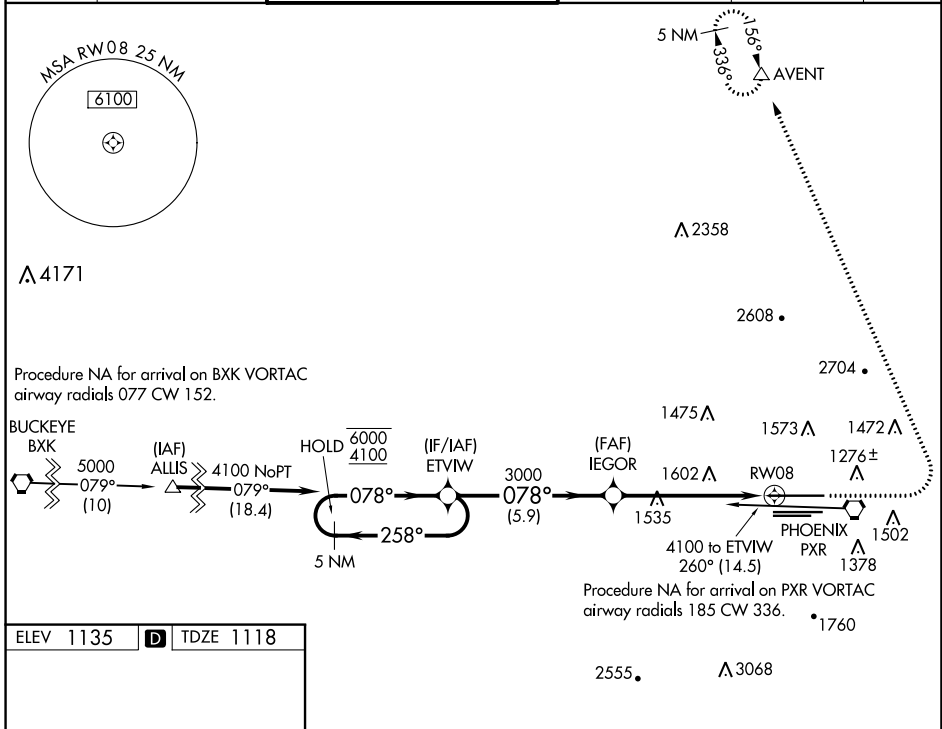 MSA RW08 25 NM
6100
5 NM
336°
156°
AVENT
4171
2358
2608
2704
Procedure NA for arrival on BXK VORTAC
airway radials 077 CW 152.
BUCKEYE
BXK
5000
079°
(10)
(IAF)
ALLIS
4100 NoPT
079°
(18.4)
HOLD
6000
4100
078°
258°
5 NM
(IF/IAF)
ETVIW
3000
078°
(5.9)
(FAF)
IEGOR
1475
1573
1472
1602
1276±
1535
RW08
PHOENIX
PXR
1502
1378
4100 to ETVIW
260° (14.5)
Procedure NA for arrival on PXR VORTAC
airway radials 185 CW 336.
1760
2555
3068
ELEV 1135 D TDZE 1118